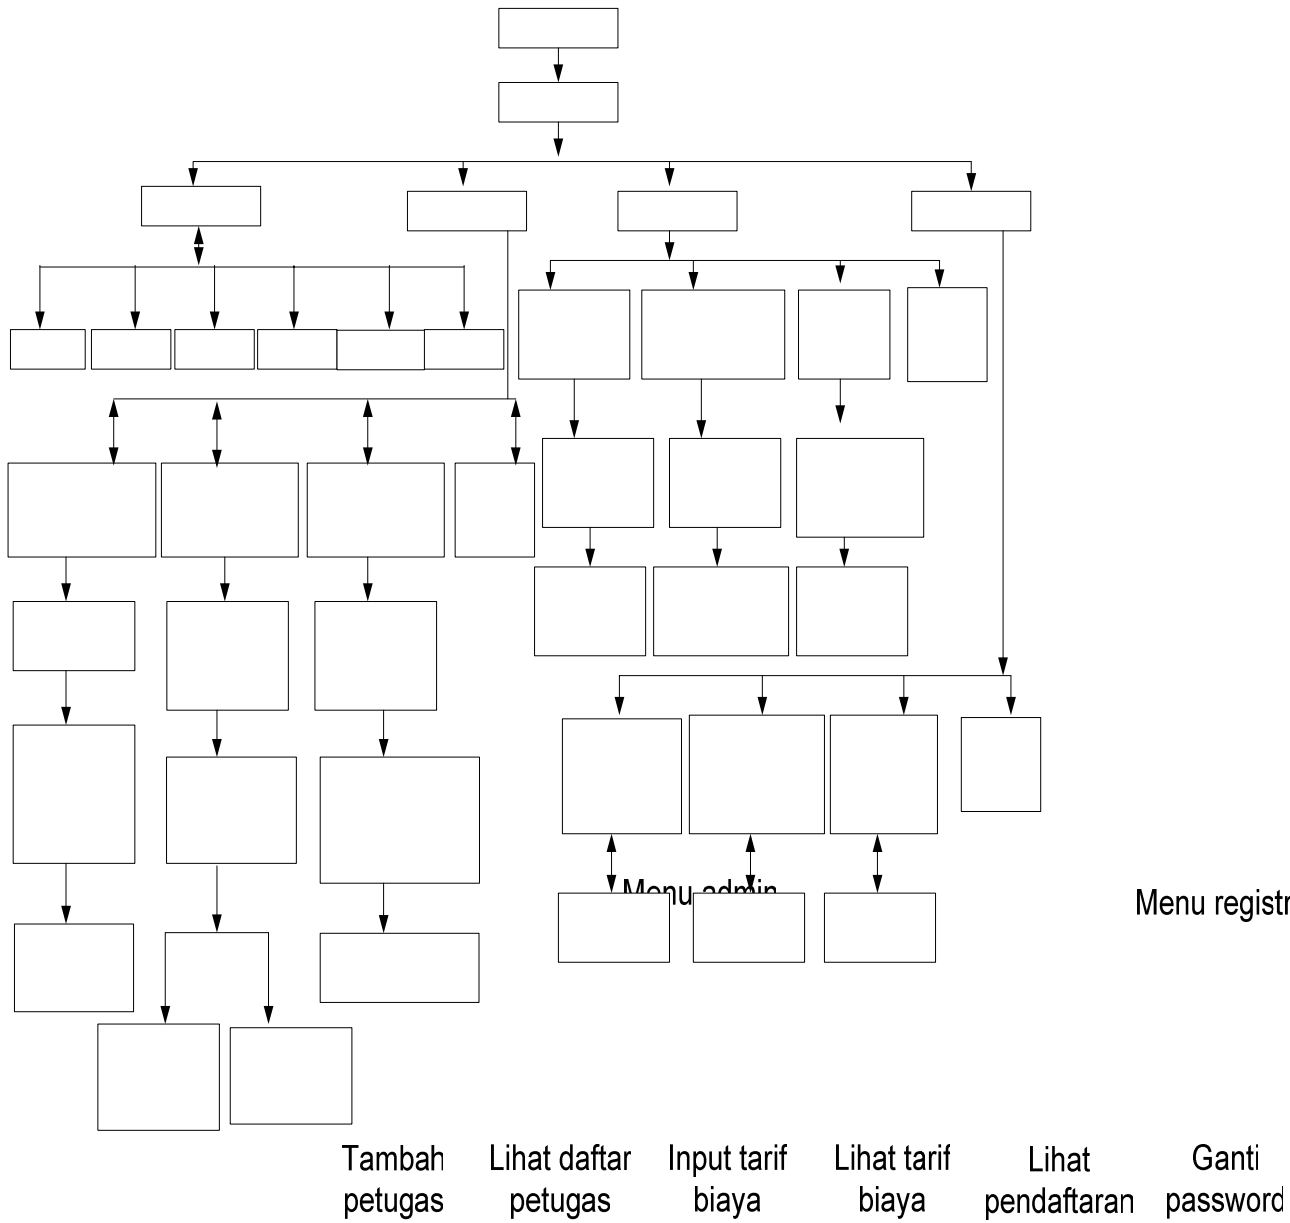 Menu admin
Menu registr
Tambah petugas
Lihat daftar petugas
Input tarif biaya
Lihat tarif biaya
Lihat pendaftaran
Ganti password